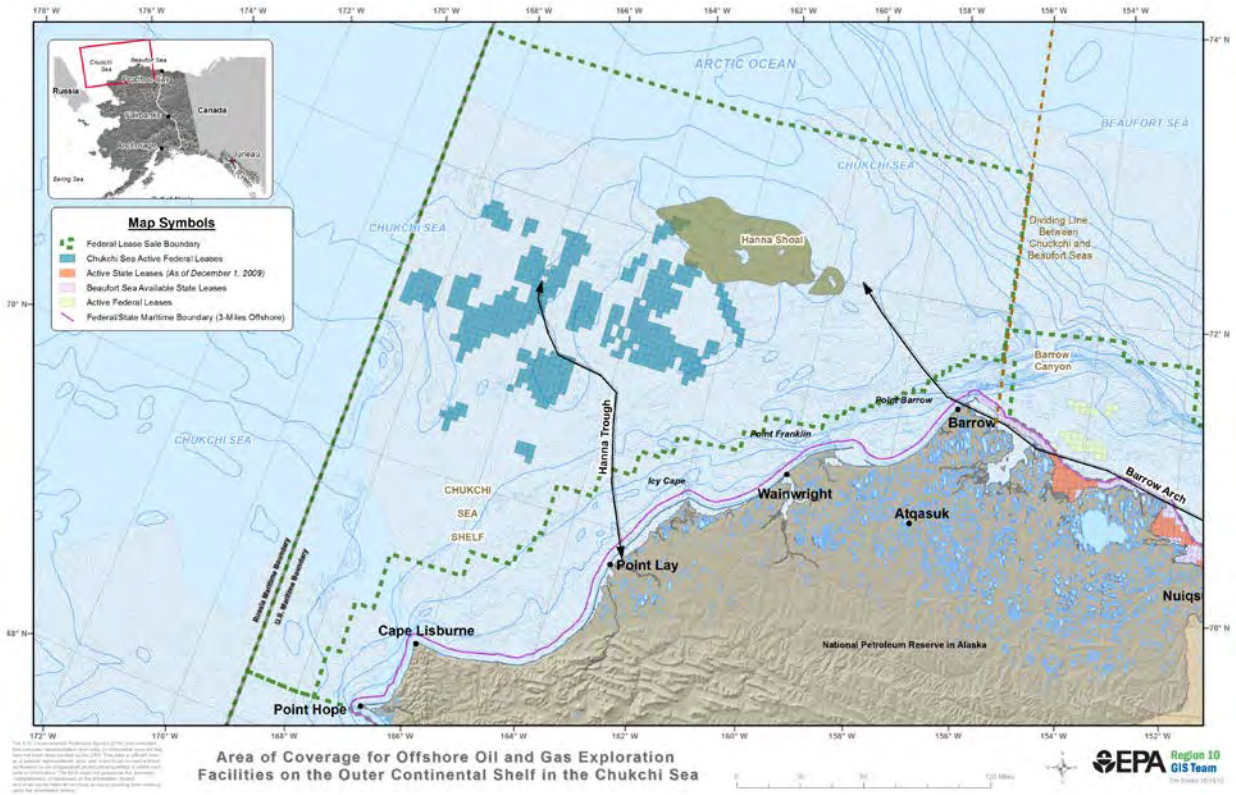 178° W
176° W
174° W
172° W
170° W
168° W
166° W
164° W
162° W
160° W
158° W
156° W
154° W
74° N
ARCTIC OCEAN
BEAUFORT SEA
CHUKCHI SEA
CHUKCHI SEA
CHUKCHI SEA
Chukchi
Sea
Beaufort Sea
Prudhoe Bay
Russia
Canada
Fairbanks
Anchorage
Juneau
Bering Sea
Map Symbols
Federal Lease Sale Boundary
Chukchi Sea Active Federal Leases
Active State Leases (As of December 1, 2009)
Beaufort Sea Available State Leases
Active Federal Leases
Federal/State Maritime Boundary (3-Miles Offshore)
Hanna Shoal
Dividing Line
Between
Chuckchi and
Beaufort Seas
70° N
72° N
Barrow
Canyon
Point Barrow
Barrow
Point Franklin
Hanna Trough
Icy Cape
Wainwright
Barrow Arch
Atqasuk
CHUKCHI
SEA
SHELF
Point Lay
Russia Maritime Boundary
U.S. Maritime Boundary
Nuiqs
68° N
70° N
Cape Lisburne
National Petroleum Reserve in Alaska
Point Hope
172° W
170° W
168° W
166° W
164° W
162° W
160° W
158° W
156° W
154° W
152° W
Area of Coverage for Offshore Oil and Gas Exploration
Facilities on the Outer Continental Shelf in the Chukchi Sea
0
30
60
120 Miles
EPA
Region 10
GIS Team